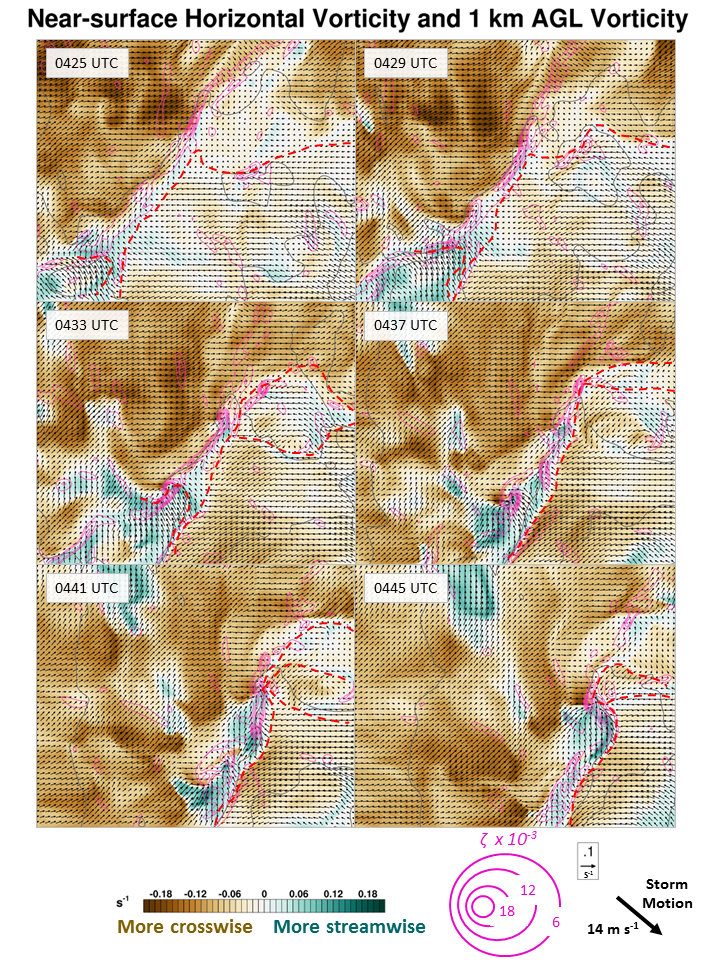 Near-surface Horizontal Vorticity and 1 km AGL Vorticity
0425 UTC
0429 UTC
0433 UTC
0437 UTC
0441 UTC
0445 UTC
ζ x 10-3
12
18
6
.1
s-1
s-1
-0.18 -0.12 -0.06 0 0.06 0.12 0.18
More crosswise More streamwise
Storm
Motion
14 m s-1